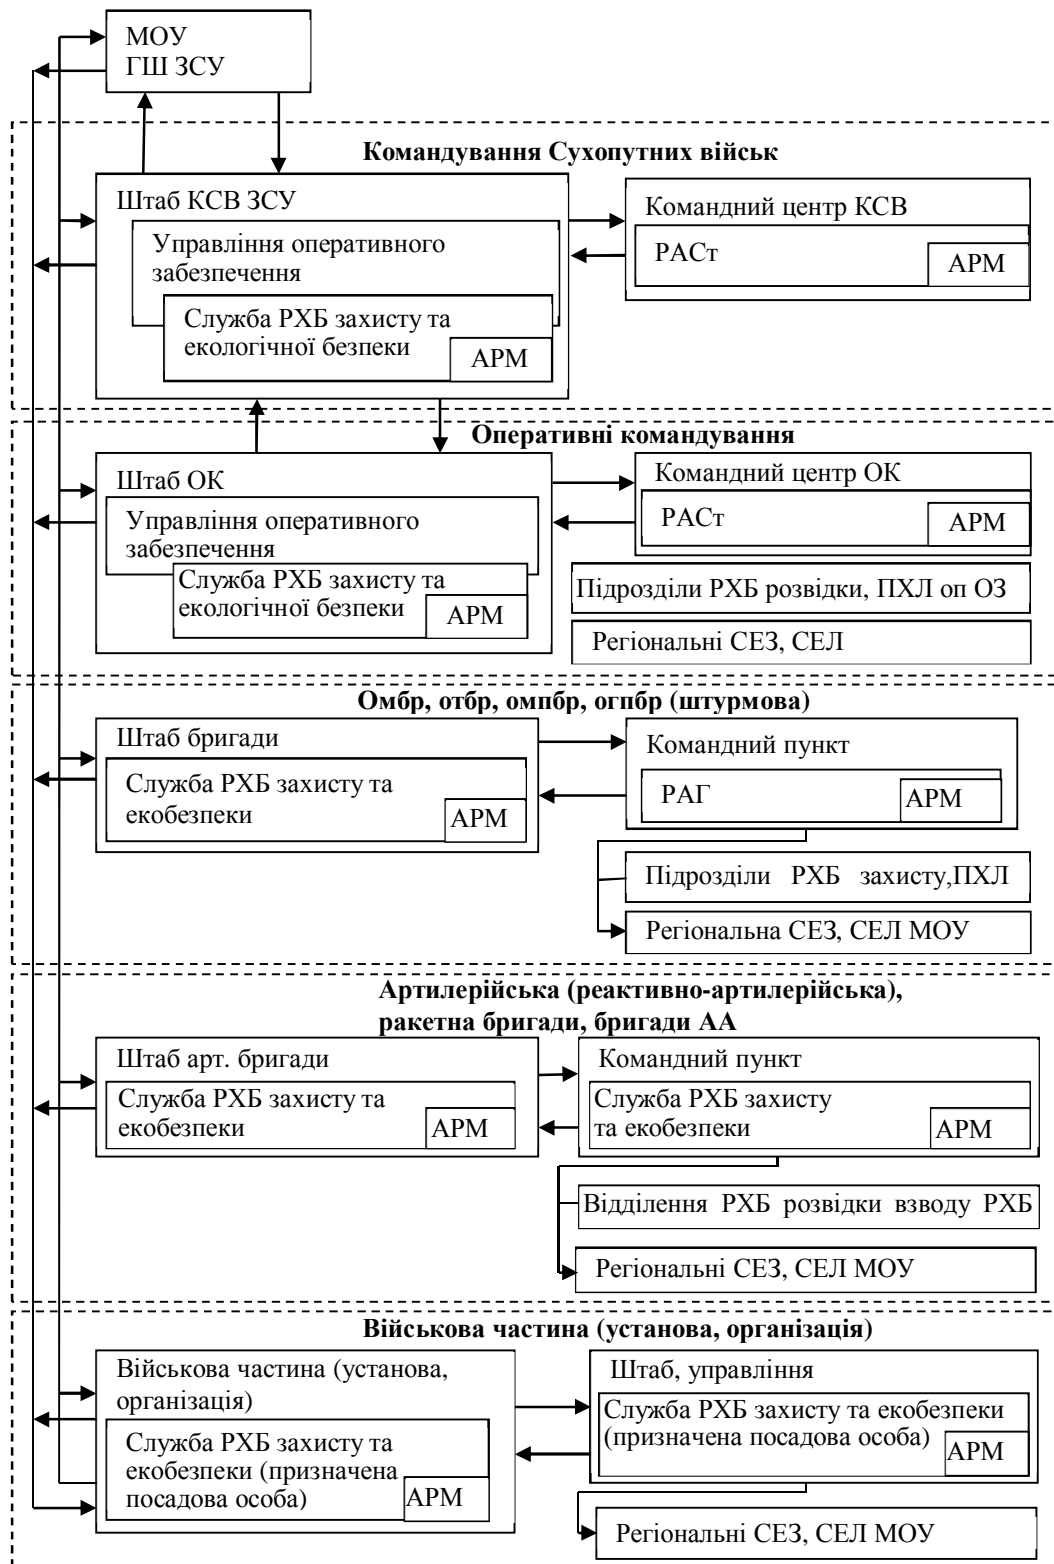 МОУ
ГШ ЗСУ
Командування Сухопутних військ
Штаб КСВ ЗСУ
Управління оперативного
забезпечення
Служба РХБ захисту та
екологічної безпеки
АРМ
Командний центр КСВ
РАСт
АРМ
Оперативні командування
Штаб ОК
Управління оперативного
забезпечення
Служба РХБ захисту та
екологічної безпеки
АРМ
Командний центр ОК
РАСт
АРМ
Підрозділи РХБ розвідки, ПХЛ оп ОЗ
Регіональні СЕЗ, СЕЛ
Омбр, отбр, омпбр, огпбр (штурмова)
Штаб бригади
Служба РХБ захисту та
екобезпеки
АРМ
Командний пункт
РАГ
АРМ
Підрозділи РХБ захисту,ПХЛ
Регіональна СЕЗ, СЕЛ МОУ
Артилерійська (реактивно-артилерійська),
ракетна бригади, бригади АА
Штаб арт. бригади
Служба РХБ захисту та
екобезпеки
АРМ
Командний пункт
Служба РХБ захисту
та екобезпеки
АРМ
Відділення РХБ розвідки взводу РХБ
Регіональні СЕЗ, СЕЛ МОУ
Військова частина (установа, організація)
Військова частина (установа,
організація)
Служба РХБ захисту та
екобезпеки (призначена
посадова особа)
АРМ
Штаб, управління
Служба РХБ захисту та екобезпеки
(призначена посадова особа)
АРМ
Регіональні СЕЗ, СЕЛ МОУ